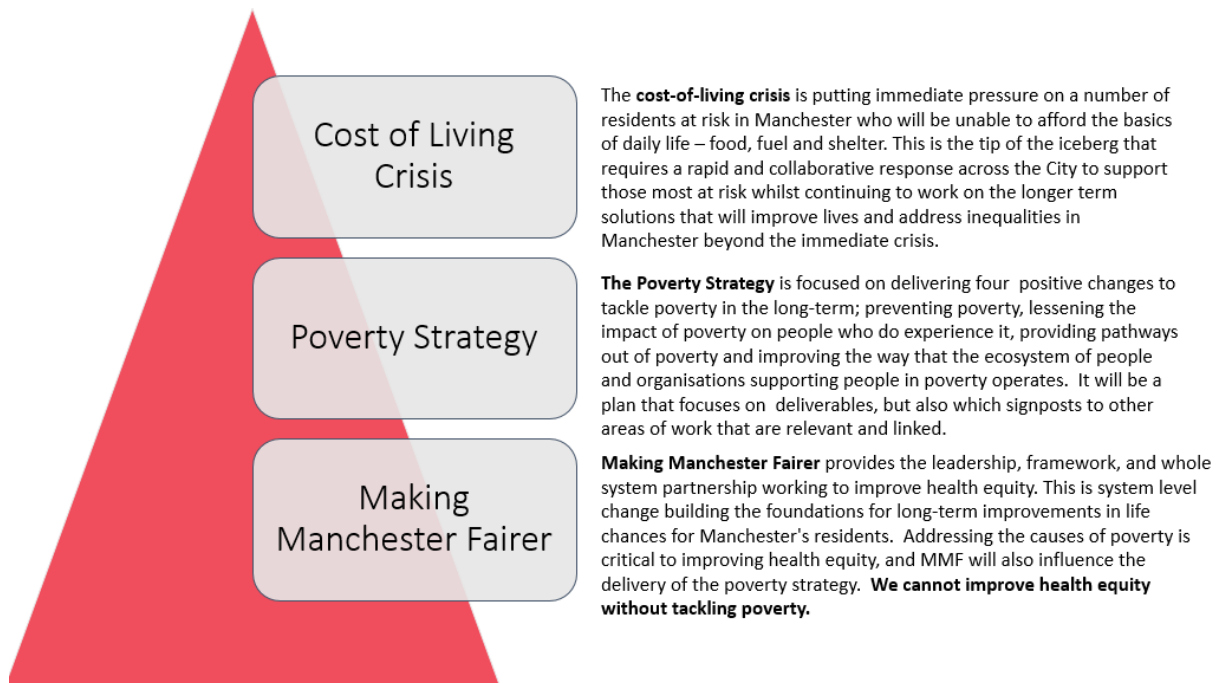 Cost of Living
Crisis
The cost-of-living crisis is putting immediate pressure on a number of
residents at risk in Manchester who will be unable to afford the basics
of daily life – food, fuel and shelter. This is the tip of the iceberg that
requires a rapid and collaborative response across the City to support
those most at risk whilst continuing to work on the longer term
solutions that will improve lives and address inequalities in
Manchester beyond the immediate crisis.
Poverty Strategy
The Poverty Strategy is focused on delivering four  positive changes to
tackle poverty in the long-term; preventing poverty, lessening the
impact of poverty on people who do experience it, providing pathways
out of poverty and improving the way that the ecosystem of people
and organisations supporting people in poverty operates.  It will be a
plan that focuses on  deliverables, but also which signposts to other
areas of work that are relevant and linked.
Making
Manchester Fairer
Making Manchester Fairer provides the leadership, framework, and whole
system partnership working to improve health equity. This is system level
change building the foundations for long-term improvements in life
chances for Manchester's residents.  Addressing the causes of poverty is
critical to improving health equity, and MMF will also influence the
delivery of the poverty strategy.  We cannot improve health equity
without tackling poverty.